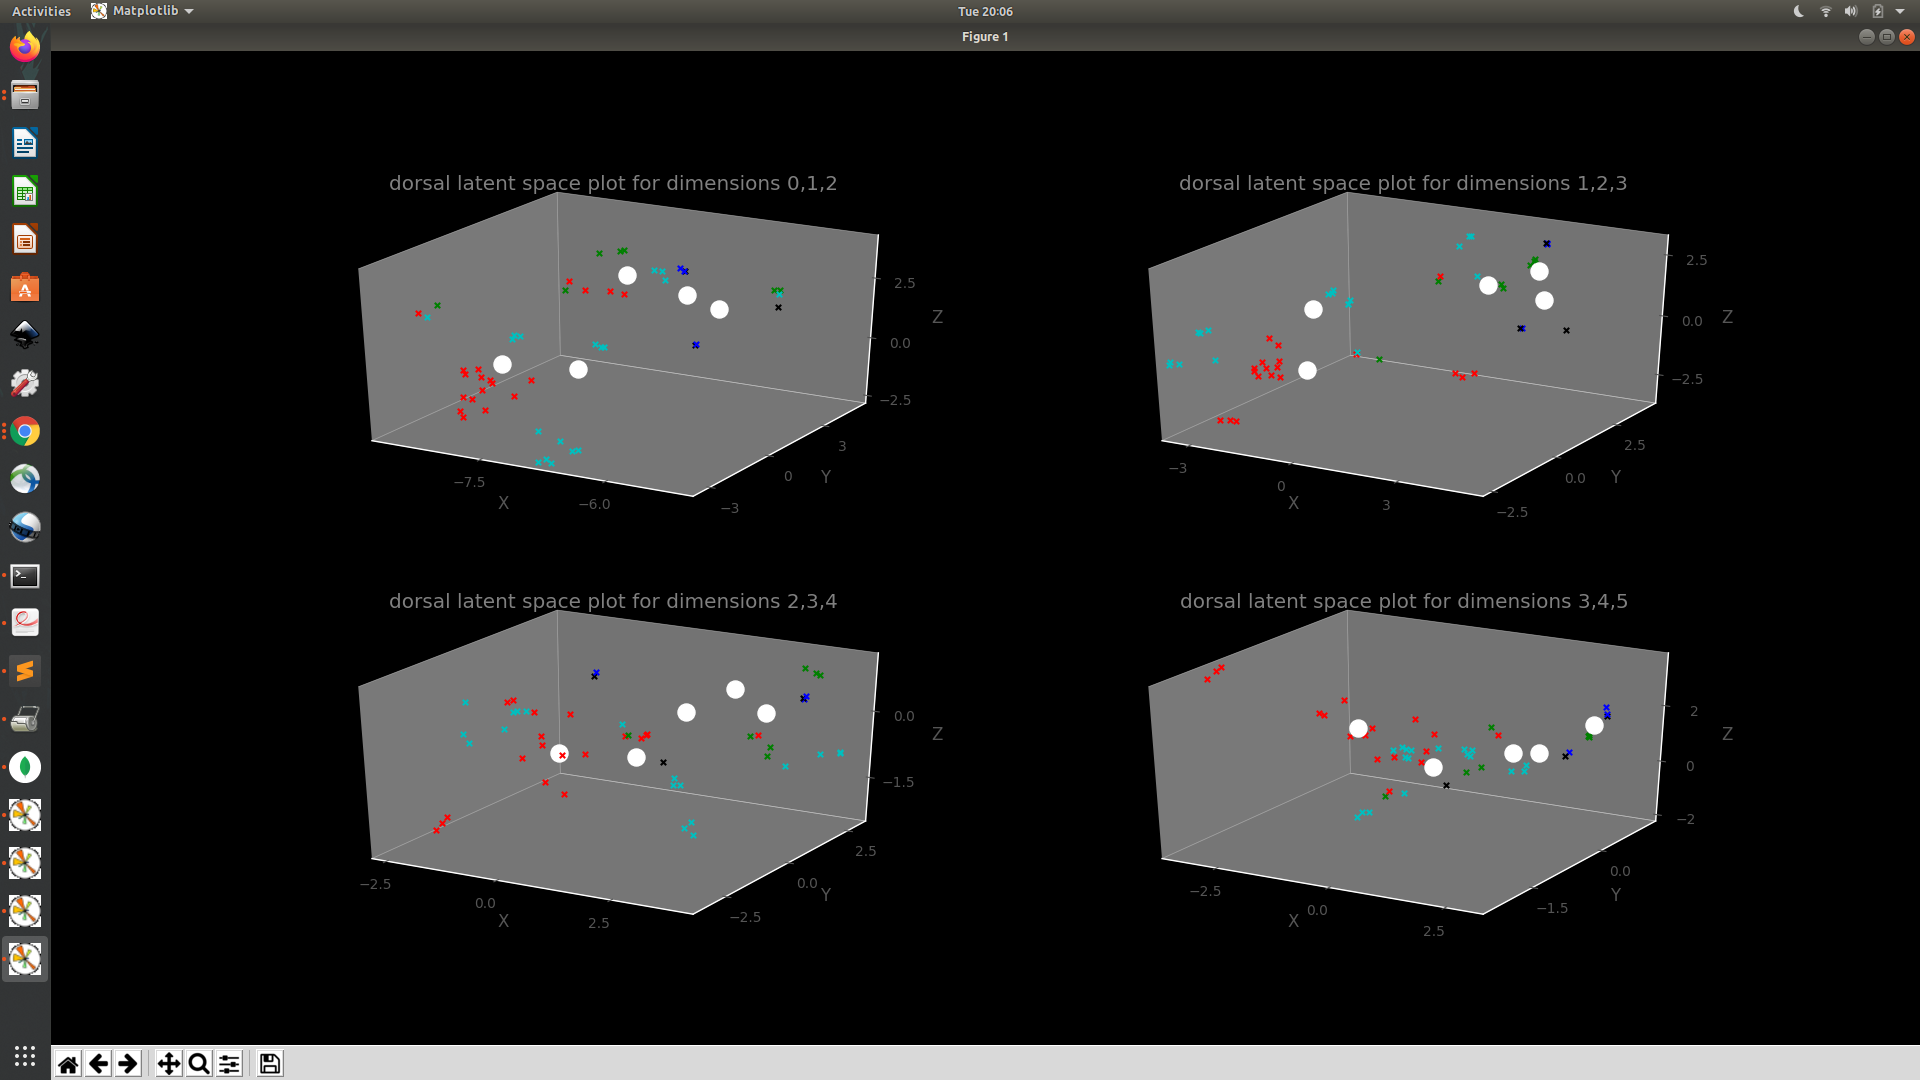 Activities
Matplotlib
Tue 20:06
Figure 1
dorsal latent space plot for dimensions 0,1,2
2.5
Z
0.0
−2.5
3
0
Y
−3
−7.5
−6.0
X
dorsal latent space plot for dimensions 1,2,3
2.5
0.0
Z
−2.5
2.5
0.0
Y
−2.5
−3
0
3
X
dorsal latent space plot for dimensions 2,3,4
0.0
Z
−1.5
2.5
0.0
Y
−2.5
−2.5
0.0
2.5
X
dorsal latent space plot for dimensions 3,4,5
2
Z
0
−2
0.0
Y
−1.5
−2.5
0.0
2.5
X